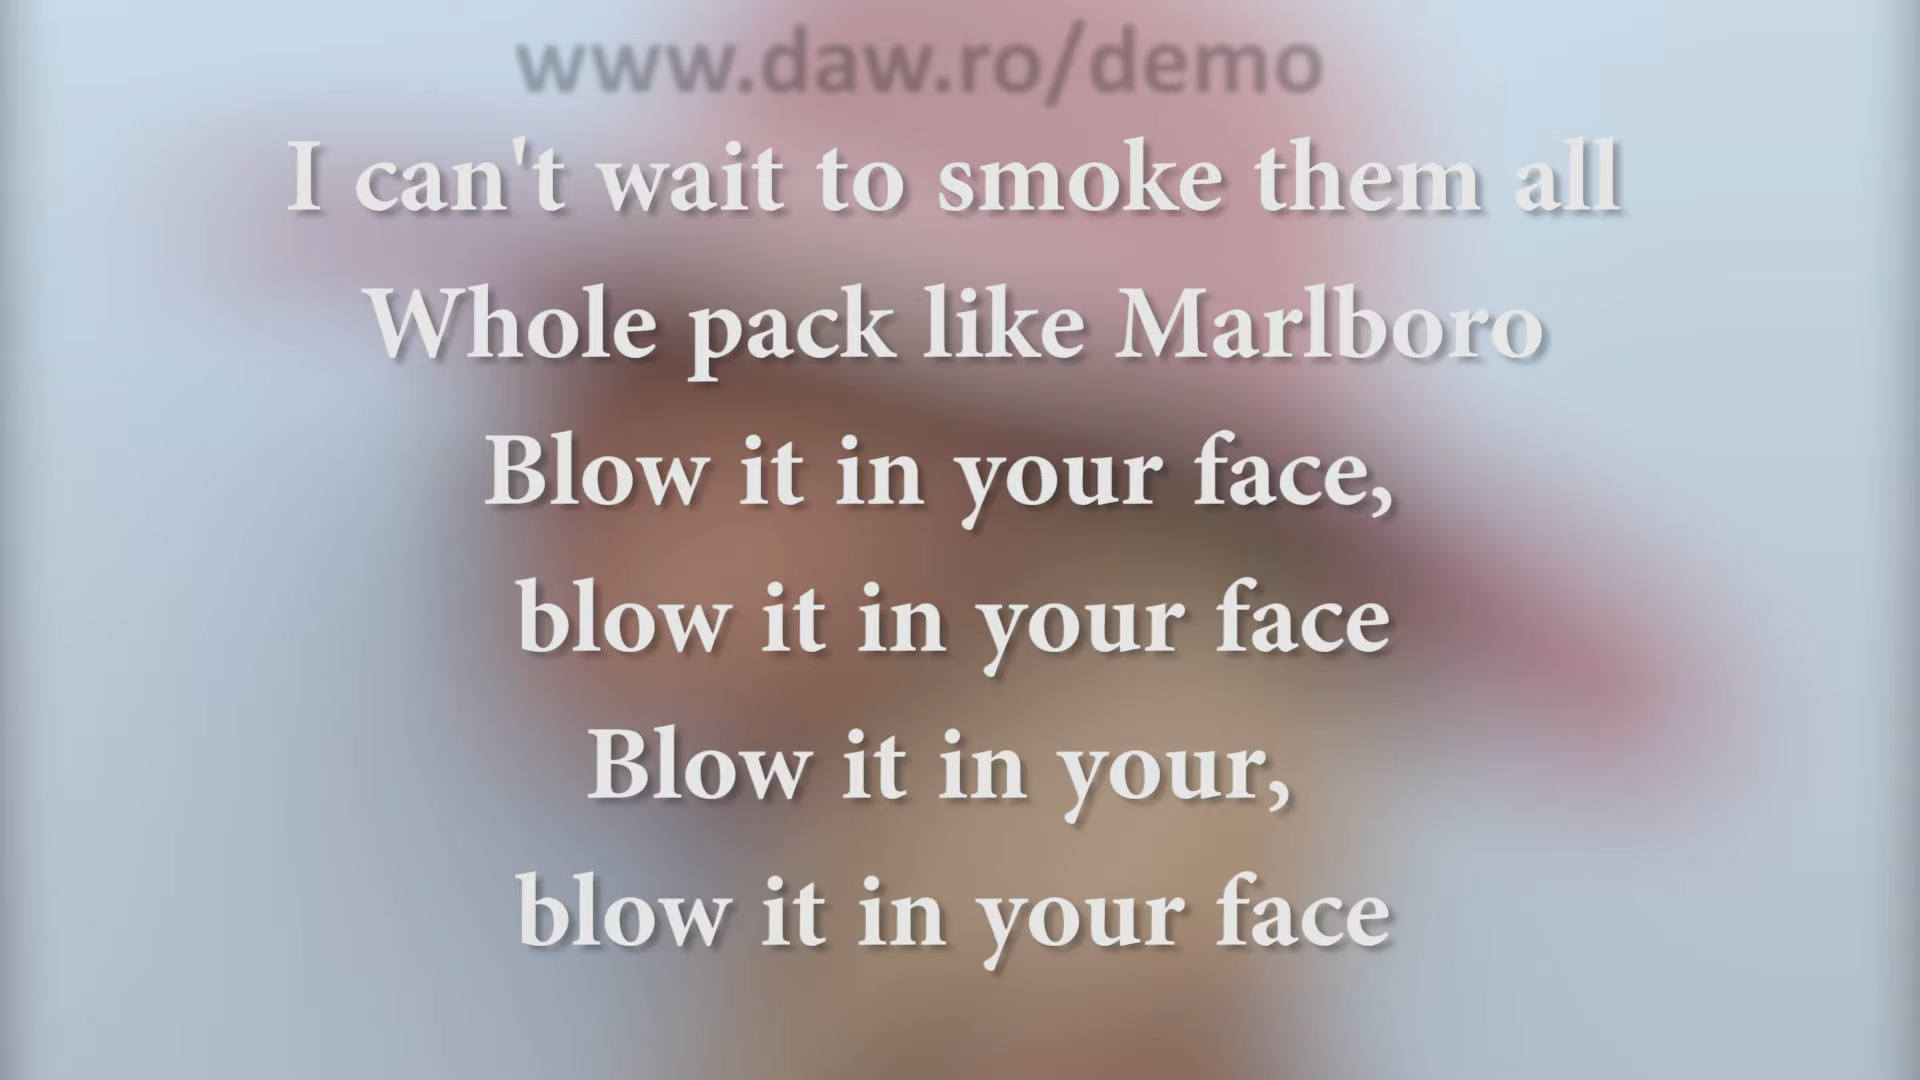 www.daw.ro/demo
I can't wait to smoke them all
Whole pack like Marlboro
Blow it in your face,
blow it in your face
Blow it in your,
blow it in your face